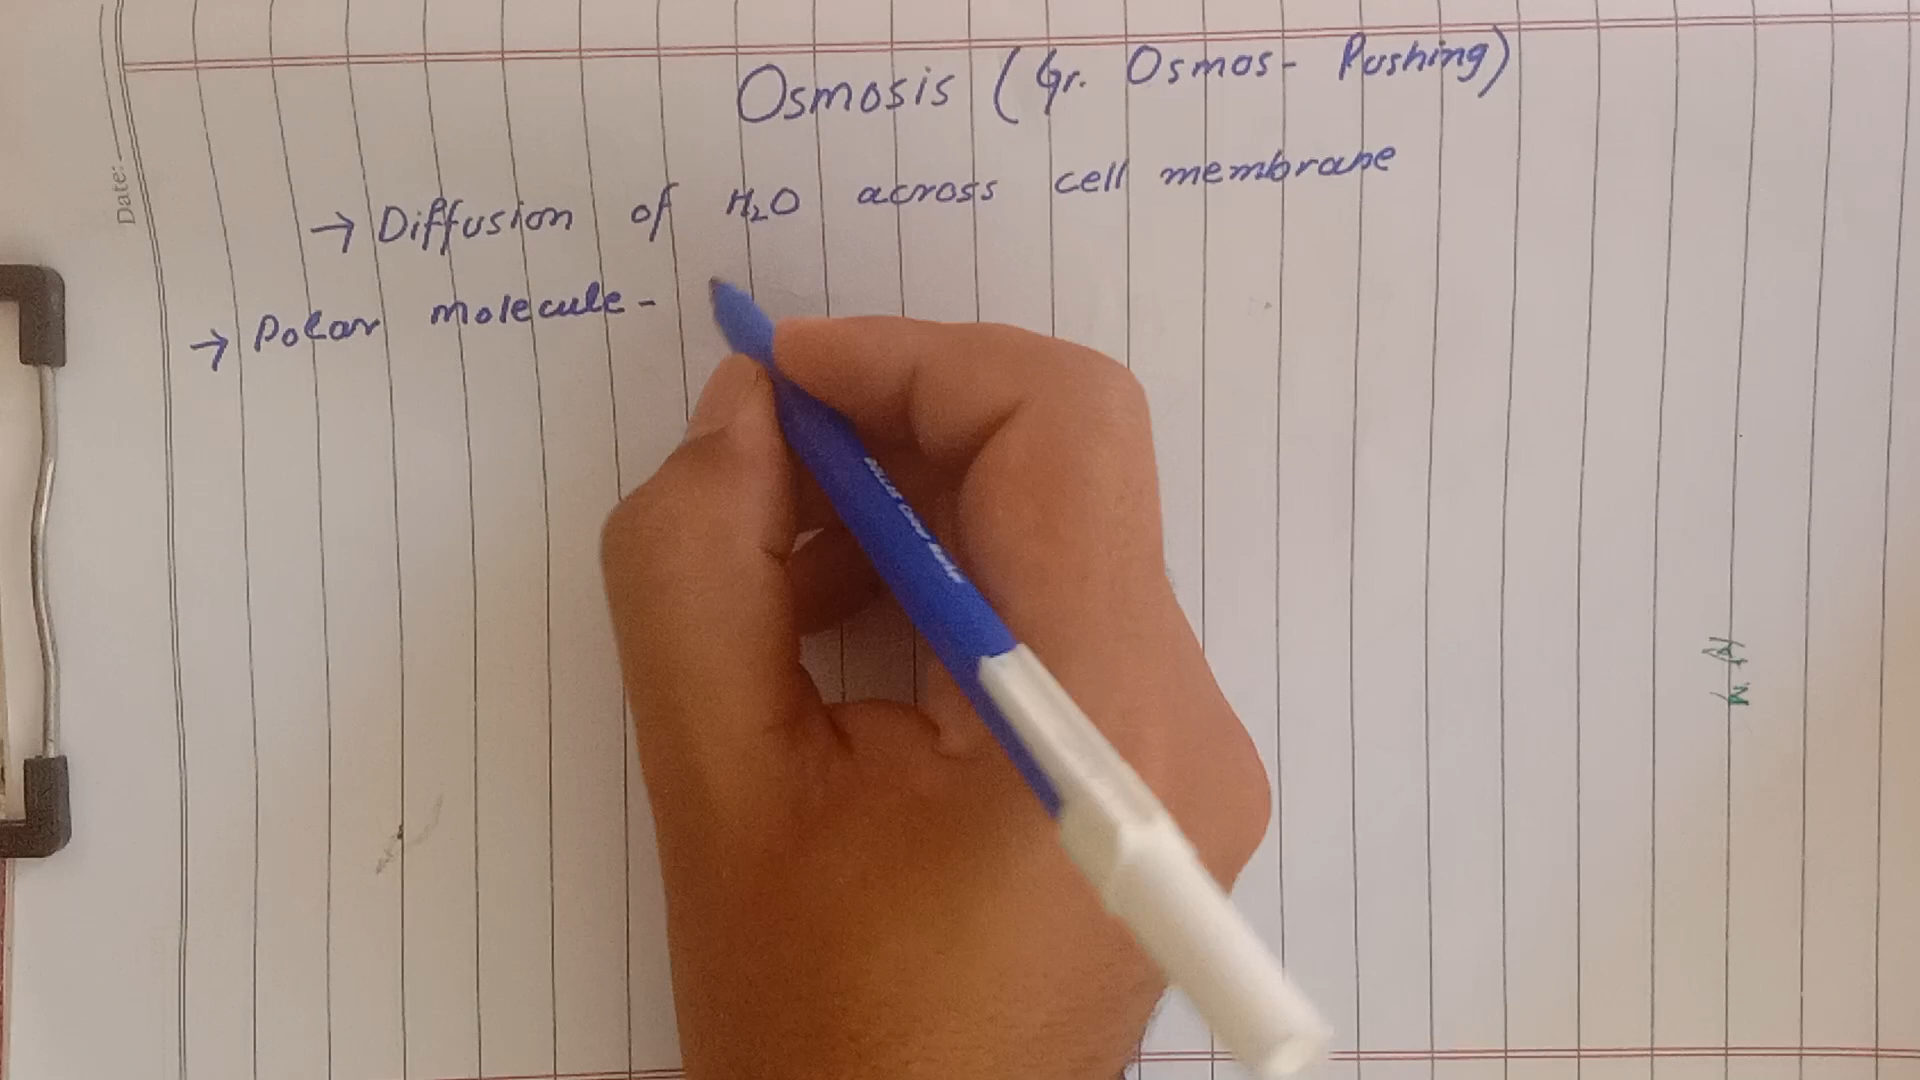 Osmosis (Gr. Osmos- Pushing)
→ Diffusion of H₂O across cell membrane
→ Polar molecule -
Date: